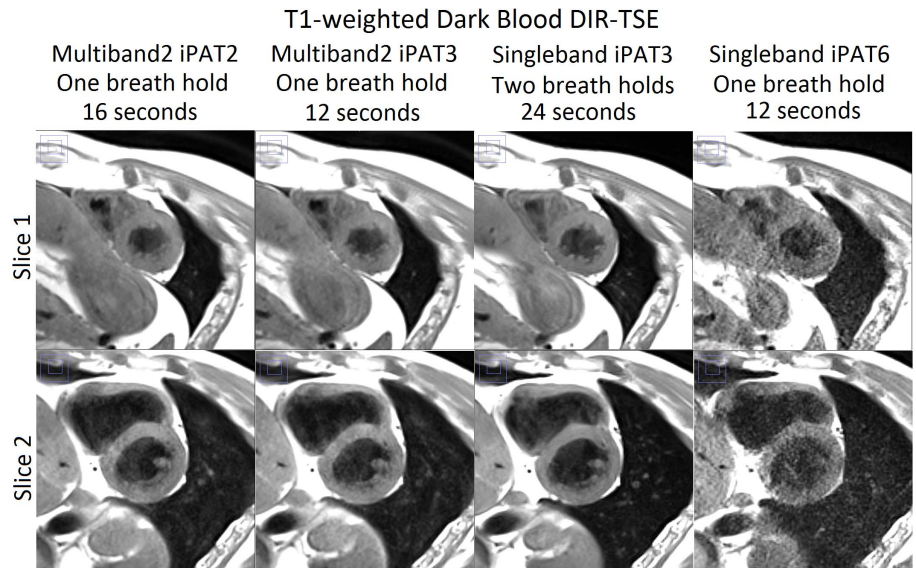 T1-weighted Dark Blood DIR-TSE
Multiband2 iPAT2
One breath hold
16 seconds
Multiband2 iPAT3
One breath hold
12 seconds
Singleband iPAT3
Two breath holds
24 seconds
Singleband iPAT6
One breath hold
12 seconds
Slice 1
Slice 2